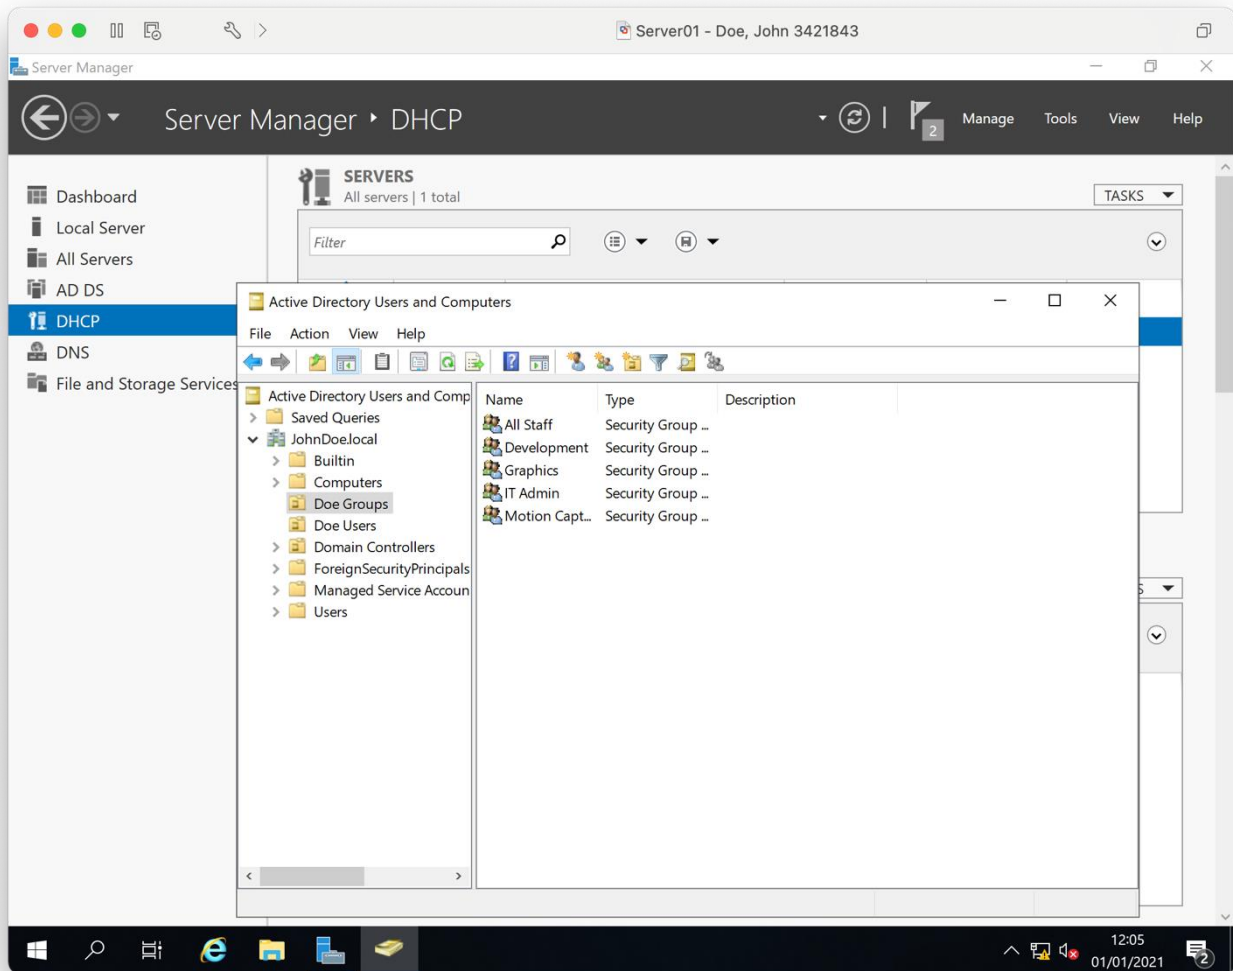 Server01 - Doe, John 3421843
Server Manager
Server Manager • DHCP
2
Manage Tools View Help
Dashboard
Local Server
All Servers
AD DS
DHCP
DNS
File and Storage Services
SERVERS
All servers | 1 total
TASKS
Filter
Active Directory Users and Computers
File Action View Help
Active Directory Users and Comp
Saved Queries
JohnDoe.local
Builtin
Computers
Doe Groups
Doe Users
Domain Controllers
ForeignSecurityPrincipals
Managed Service Accoun
Users
Name Type Description
All Staff Security Group ...
Development Security Group ...
Graphics Security Group ...
IT Admin Security Group ...
Motion Capt... Security Group ...
S
12:05
01/01/2021
2